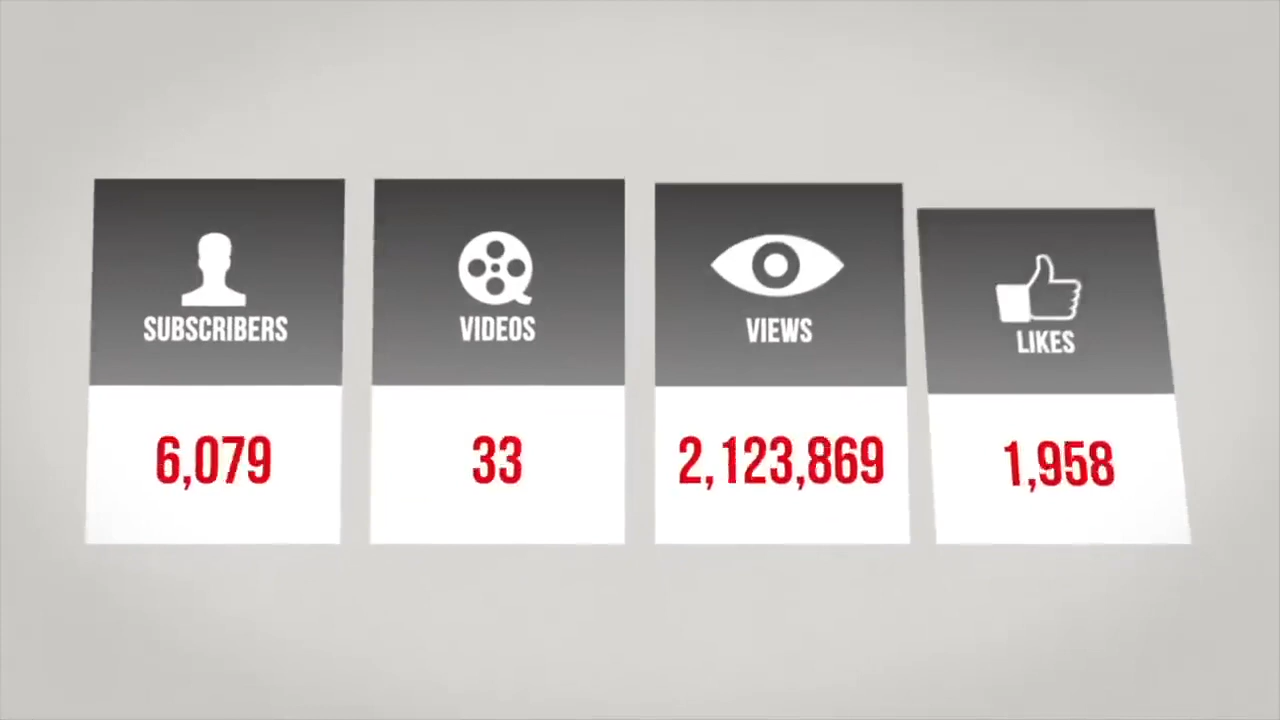 SUBSCRIBERS
6,079
VIDEOS
33
VIEWS
2,123,869
LIKES
1,958